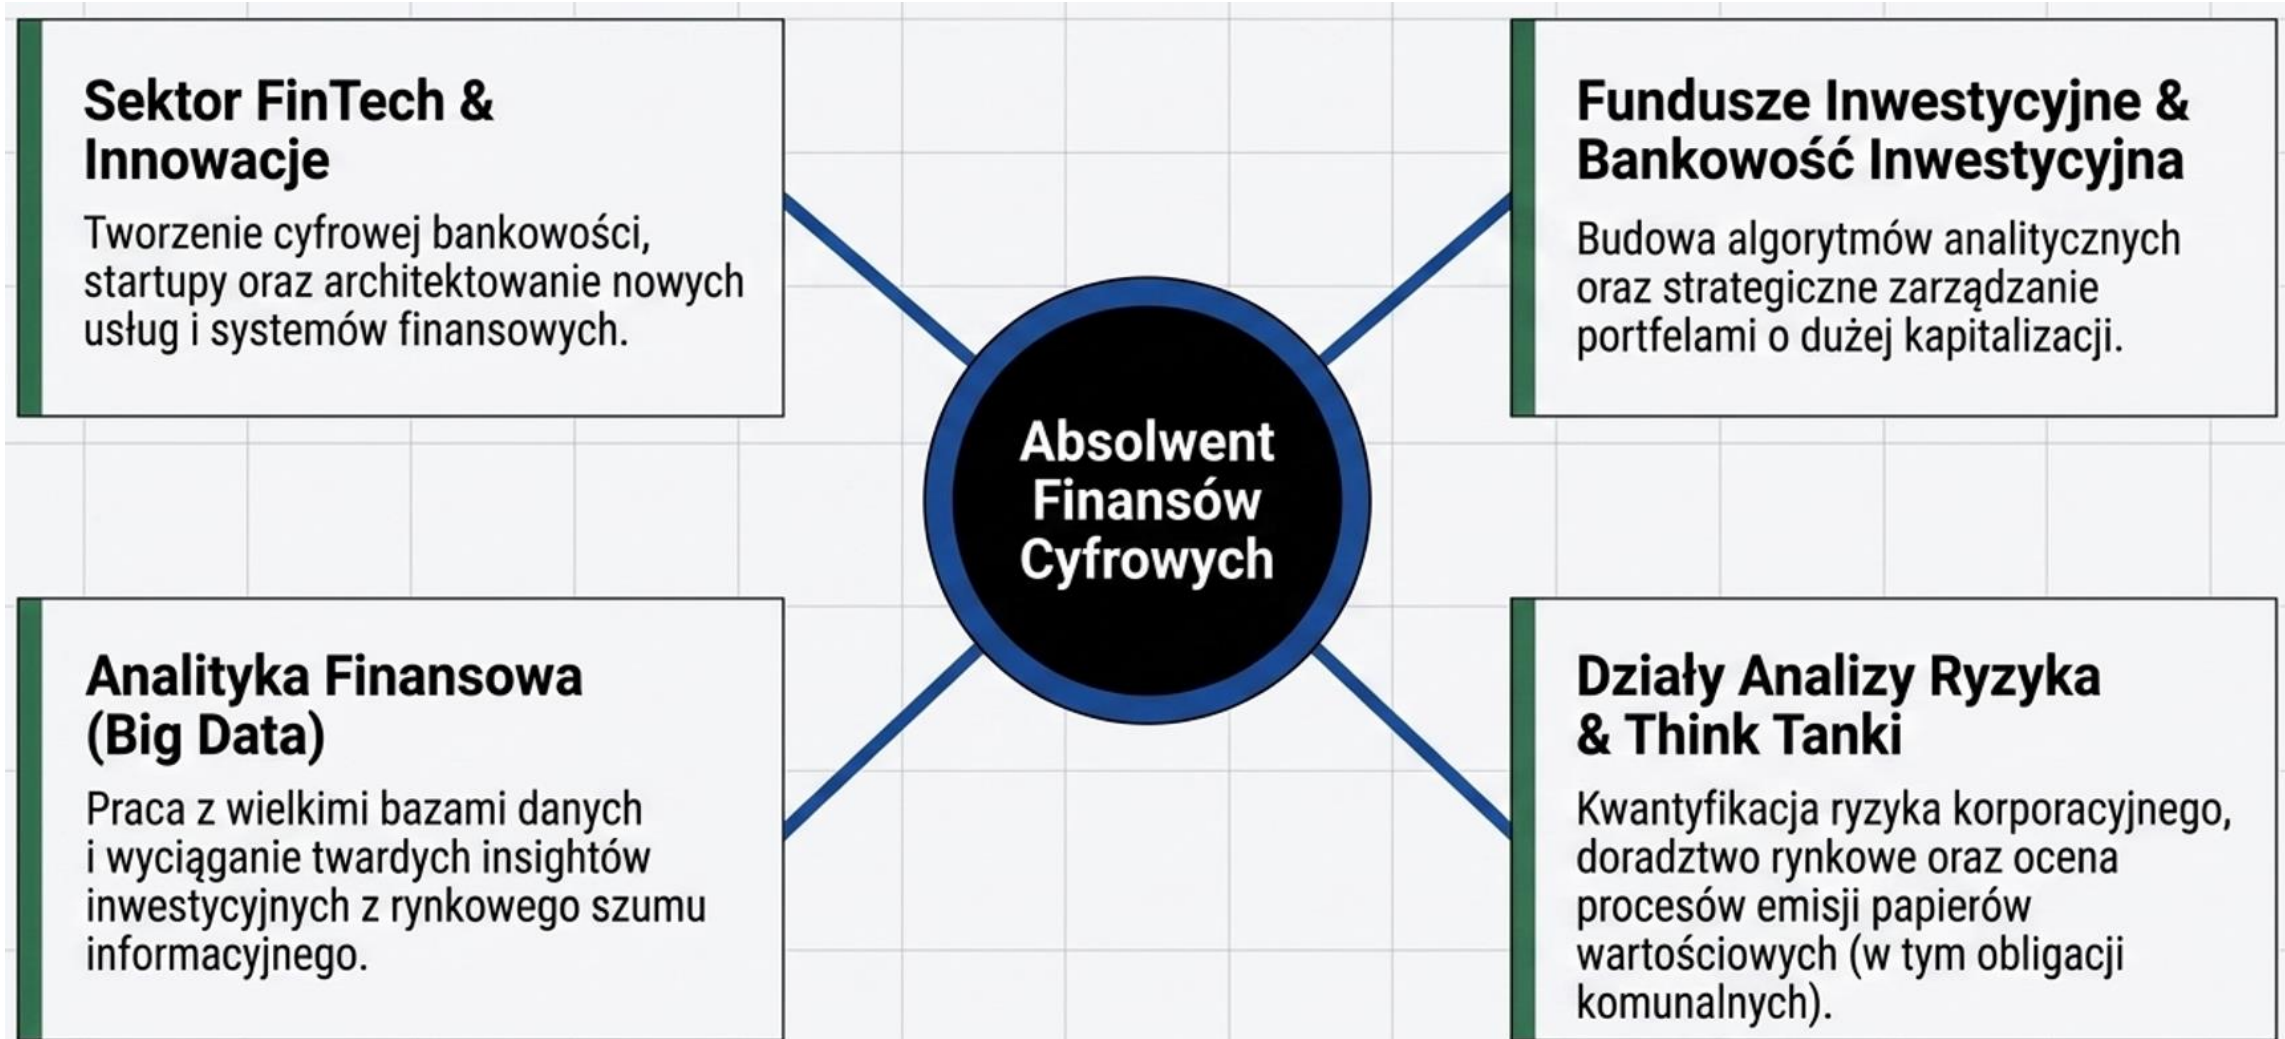 Sektor FinTech &
Innowacje
Tworzenie cyfrowej bankowości,
startupy oraz architektowanie nowych
usług i systemów finansowych.
Fundusze Inwestycyjne &
Bankowość Inwestycyjna
Budowa algorytmów analitycznych
oraz strategiczne zarządzanie
portfelami o dużej kapitalizacji.
Absolwent
Finansów
Cyfrowych
Analityka Finansowa
(Big Data)
Praca z wielkimi bazami danych
i wyciąganie twardych insightów
inwestycyjnych z rynkowego szumu
informacyjnego.
Działy Analizy Ryzyka
& Think Tanki
Kwantyfikacja ryzyka korporacyjnego,
doradztwo rynkowe oraz ocena
procesów emisji papierów
wartościowych (w tym obligacji
komunalnych).